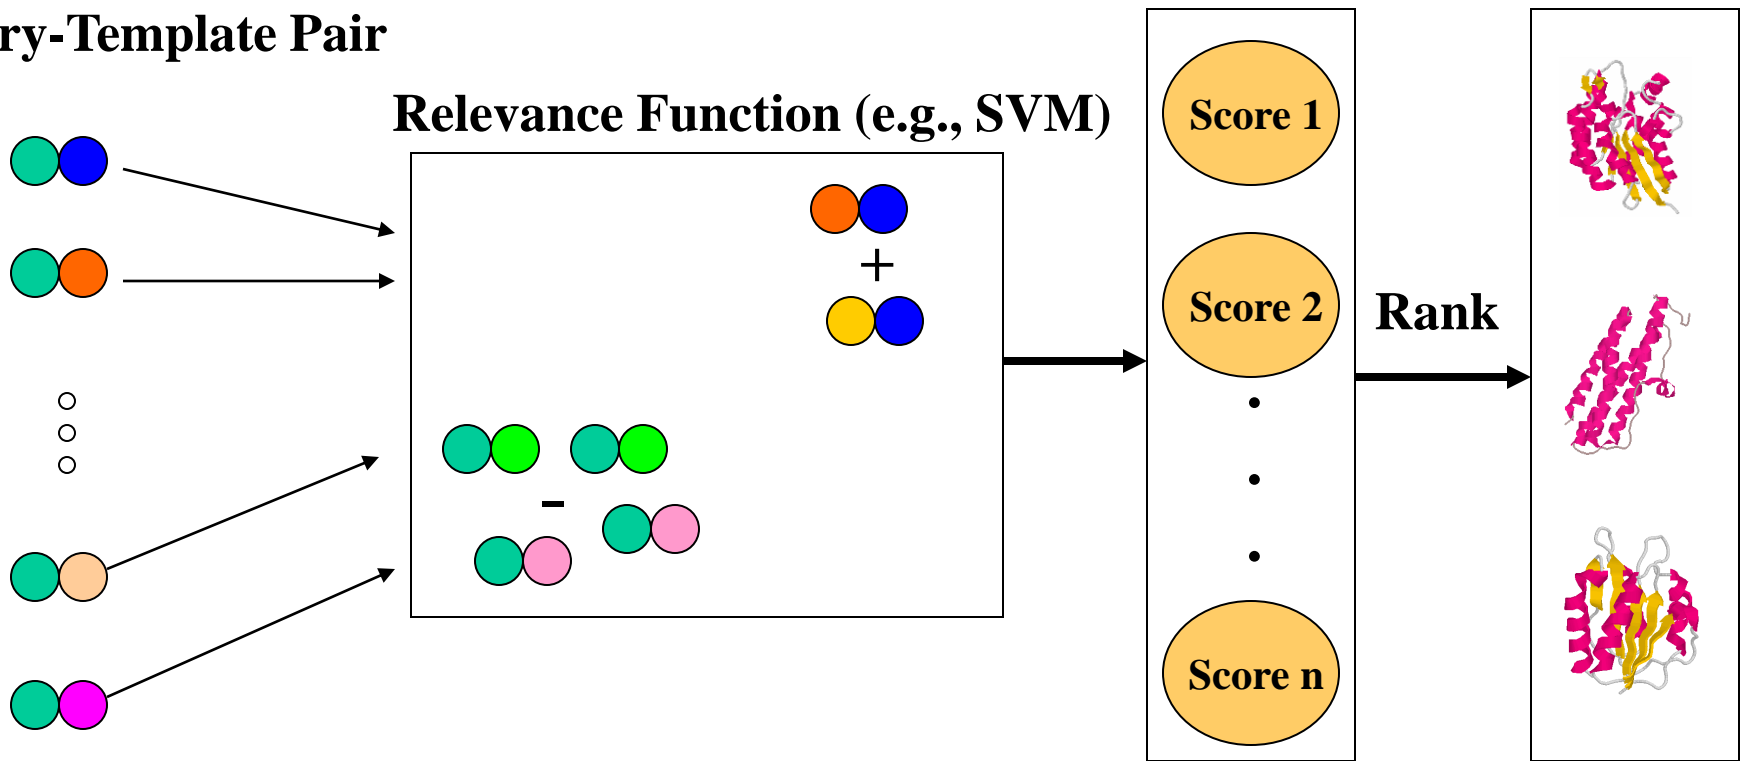 ry-Template Pair
Relevance Function (e.g., SVM)
+
-
Score 1
Score 2
Score n
Rank